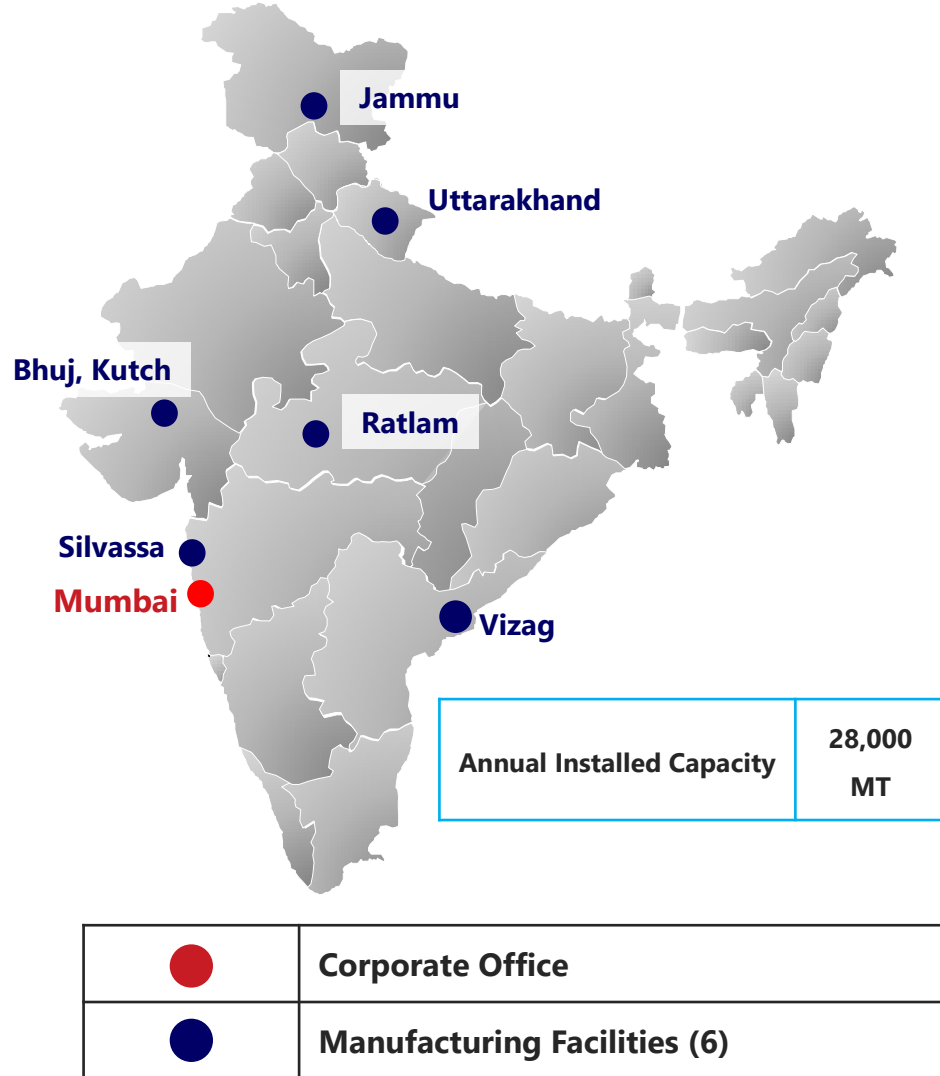 Jammu
Uttarakhand
Bhuj, Kutch
Ratlam
Silvassa
Mumbai
Vizag
Annual Installed Capacity
28,000
MT
Corporate Office
Manufacturing Facilities (6)